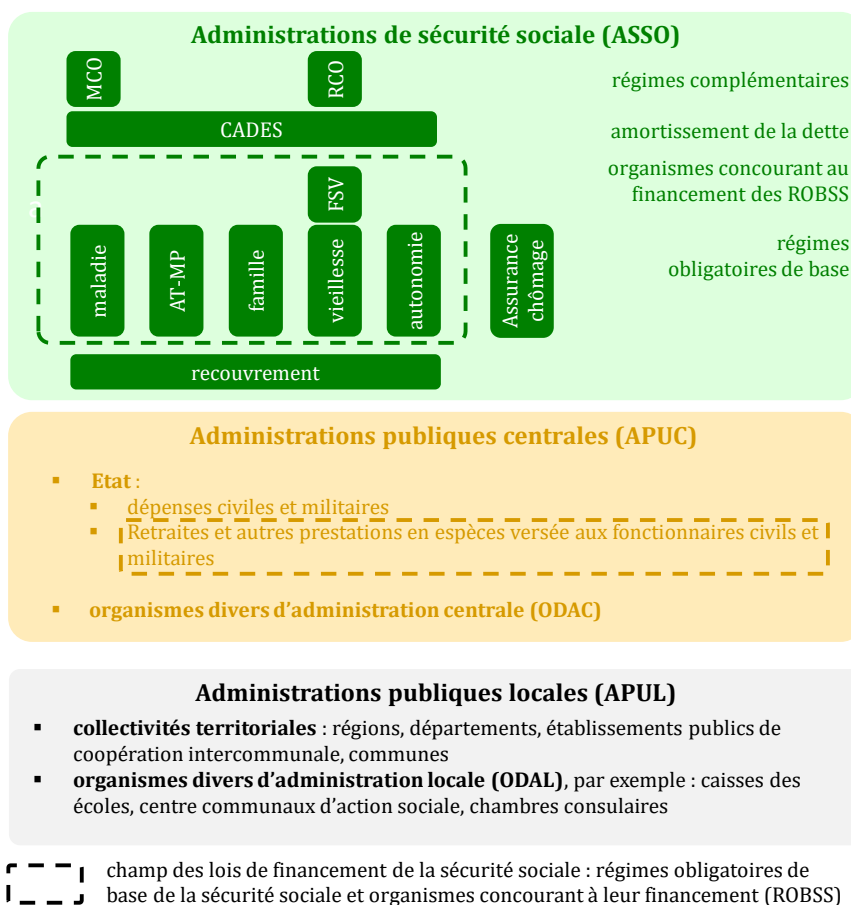 Administrations de sécurité sociale (ASSO)
MCO
RCO
régimes complémentaires
CADES
amortissement de la dette
organismes concourant au
financement des ROBSS
FSV
maladie
AT-MP
famille
vieillesse
autonomie
Assurance
chômage
régimes
obligatoires de base
recouvrement
Administrations publiques centrales (APUC)
▪ Etat :
▪ dépenses civiles et militaires
▪ Retraites et autres prestations en espèces versée aux fonctionnaires civils et
militaires
▪ organismes divers d'administration centrale (ODAC)
Administrations publiques locales (APUL)
▪ collectivités territoriales : régions, départements, établissements publics de
coopération intercommunale, communes
▪ organismes divers d'administration locale (ODAL), par exemple : caisses des
écoles, centre communaux d'action sociale, chambres consulaires
champ des lois de financement de la sécurité sociale : régimes obligatoires de
base de la sécurité sociale et organismes concourant à leur financement (ROBSS)